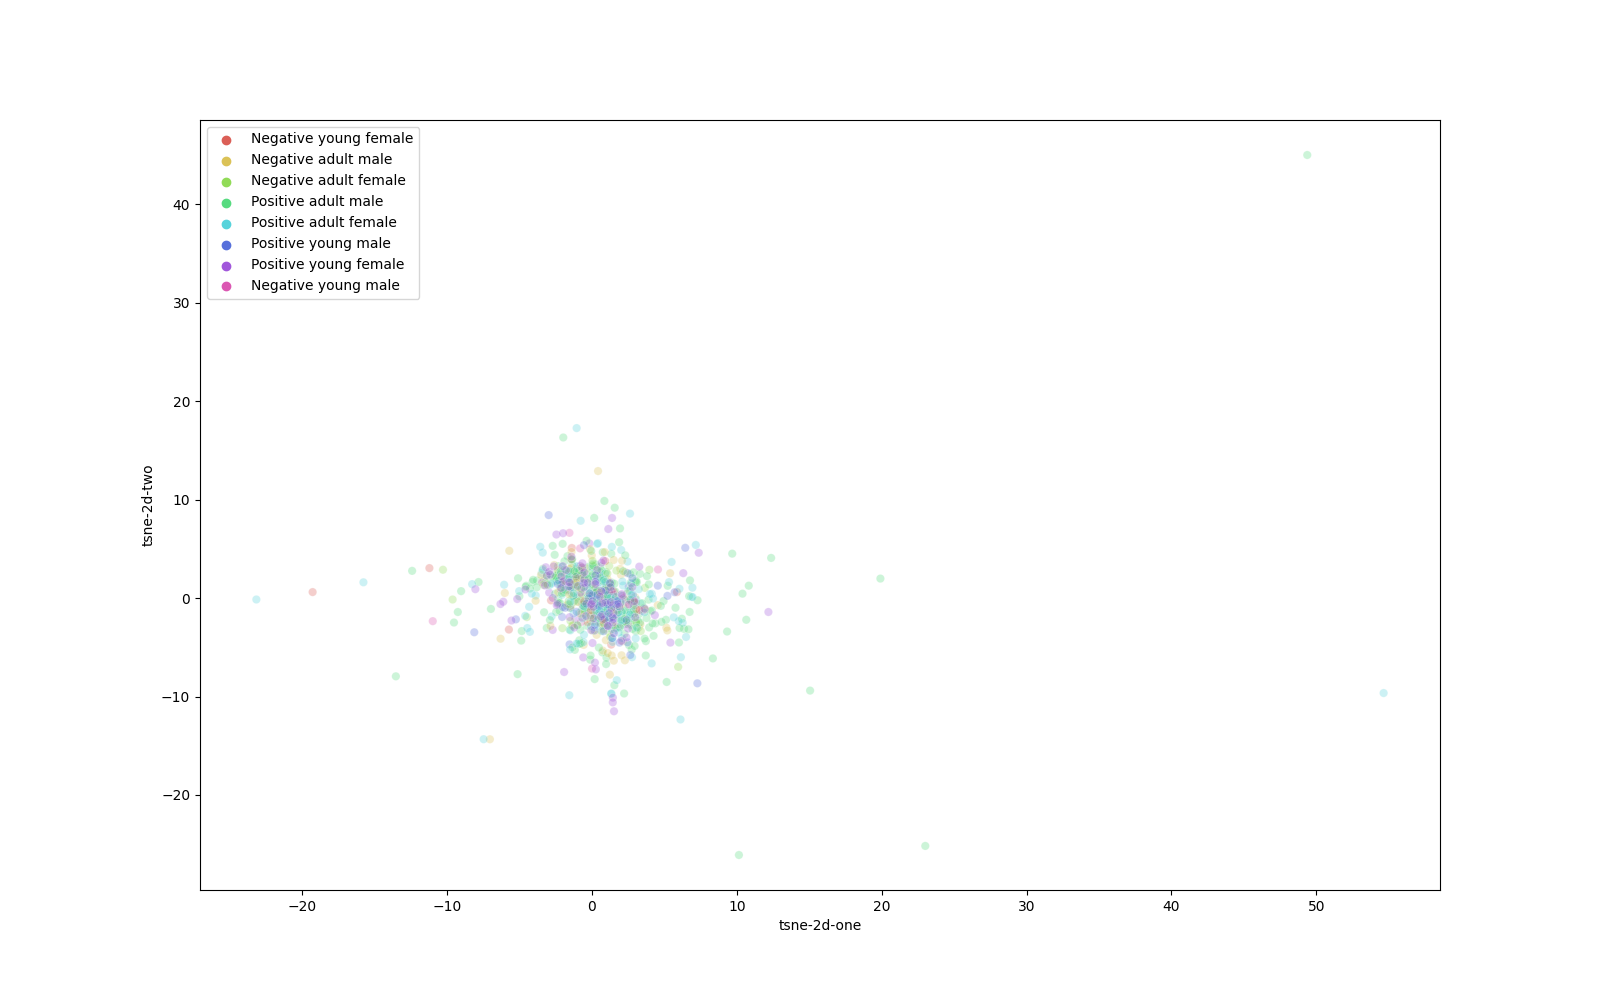 Negative young female
Negative adult male
Negative adult female
Positive adult male
Positive adult female
Positive young male
Positive young female
Negative young male
40
30
20
10
0
−10
−20
tsne-2d-two
−20
−10
0
10
20
30
40
50
tsne-2d-one